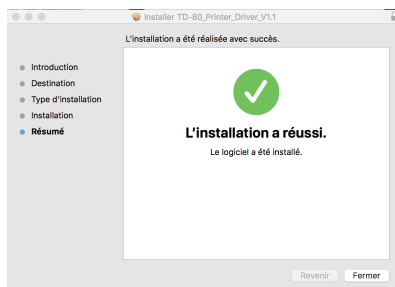 Installer TD-80_Printer_Driver_V1.1
L'installation a été réalisée avec succès.
Introduction
Destination
Type d'installation
Installation
Résumé
L'installation a réussi.
Le logiciel a été installé.
Revenir
Fermer